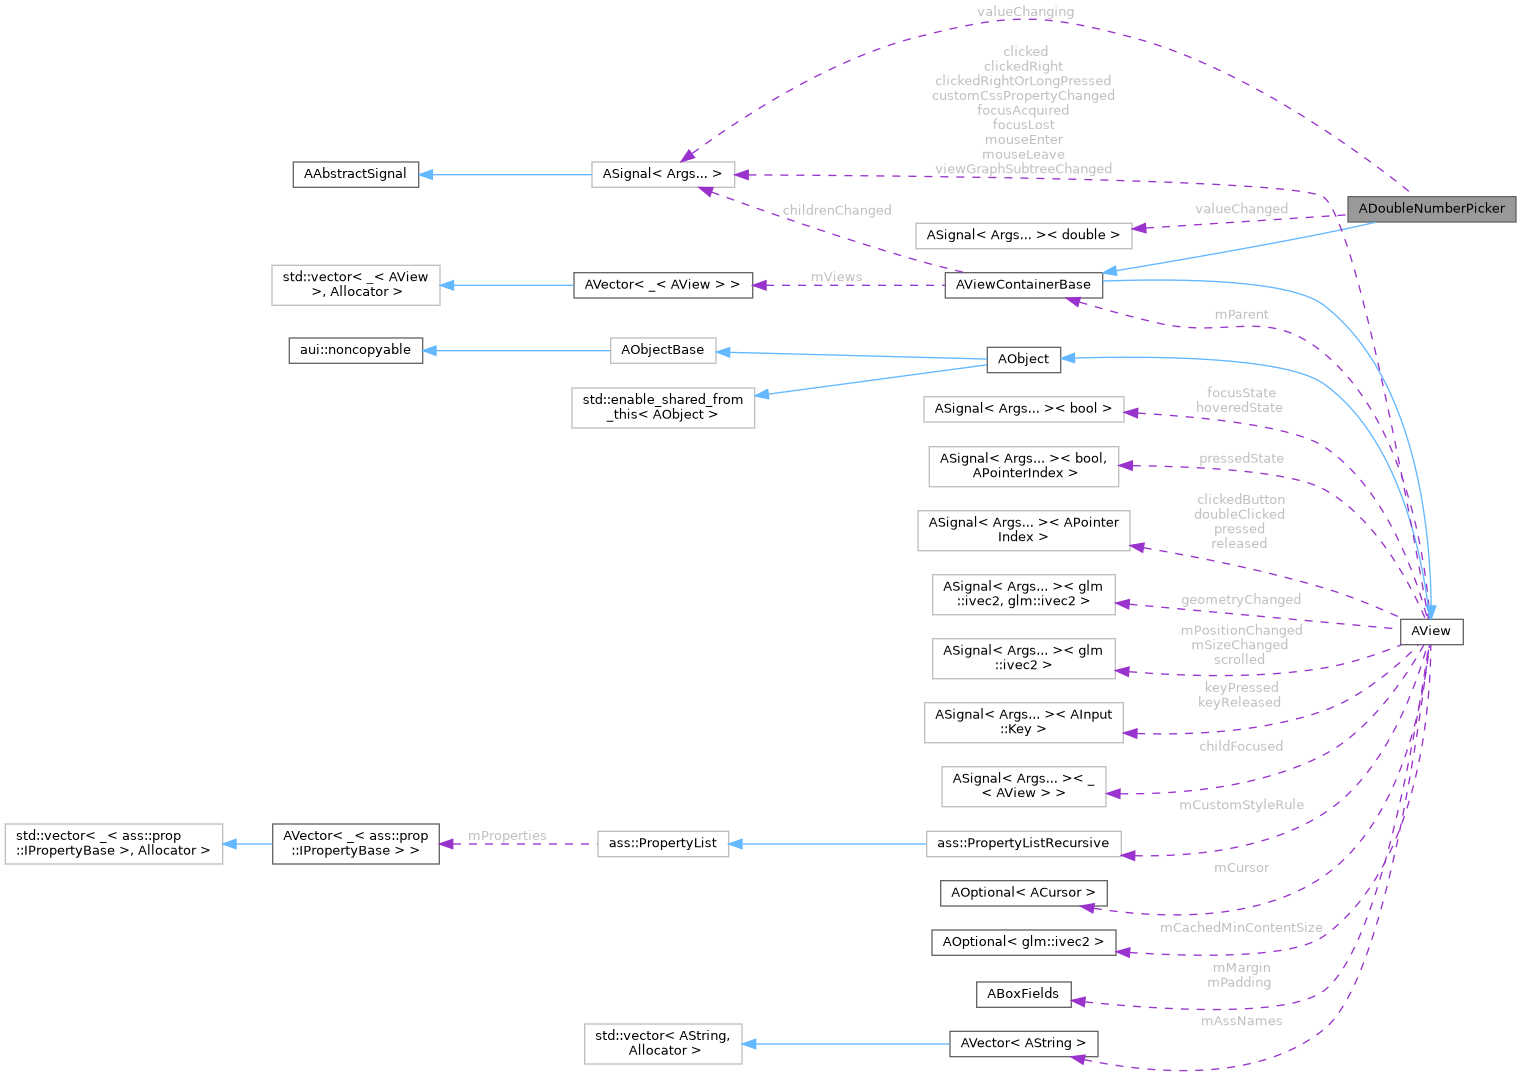 valueChanging
clicked
clickedRight
clickedRightOrLongPressed
customCssPropertyChanged
focusAcquired
focusLost
mouseEnter
mouseLeave
viewGraphSubtreeChanged
AAbstractSignal
ASignal< Args... >
ADoubleNumberPicker
childrenChanged
valueChanged
ASignal< Args... >< double >
std::vector< _< AView
>, Allocator >
AVector< _< AView > >
mViews
AViewContainerBase
mParent
aui::noncopyable
AObjectBase
AObject
std::enable_shared_from
_this< AObject >
focusState
hoveredState
ASignal< Args... >< bool >
ASignal< Args... >< bool,
APointerIndex >
pressedState
clickedButton
doubleClicked
pressed
released
ASignal< Args... >< APointer
Index >
ASignal< Args... >< glm
::ivec2, glm::ivec2 >
geometryChanged
AView
mPositionChanged
mSizeChanged
scrolled
ASignal< Args... >< glm
::ivec2 >
keyPressed
keyReleased
ASignal< Args... >< AInput
::Key >
childFocused
ASignal< Args... >< _
< AView > >
mCustomStyleRule
std::vector< _< ass::prop
::IPropertyBase >, Allocator >
AVector< _< ass::prop
::IPropertyBase > >
mProperties
ass::PropertyList
ass::PropertyListRecursive
mCursor
AOptional< ACursor >
mCachedMinContentSize
AOptional< glm::ivec2 >
mMargin
mPadding
ABoxFields
mAssNames
std::vector< AString,
Allocator >
AVector< AString >